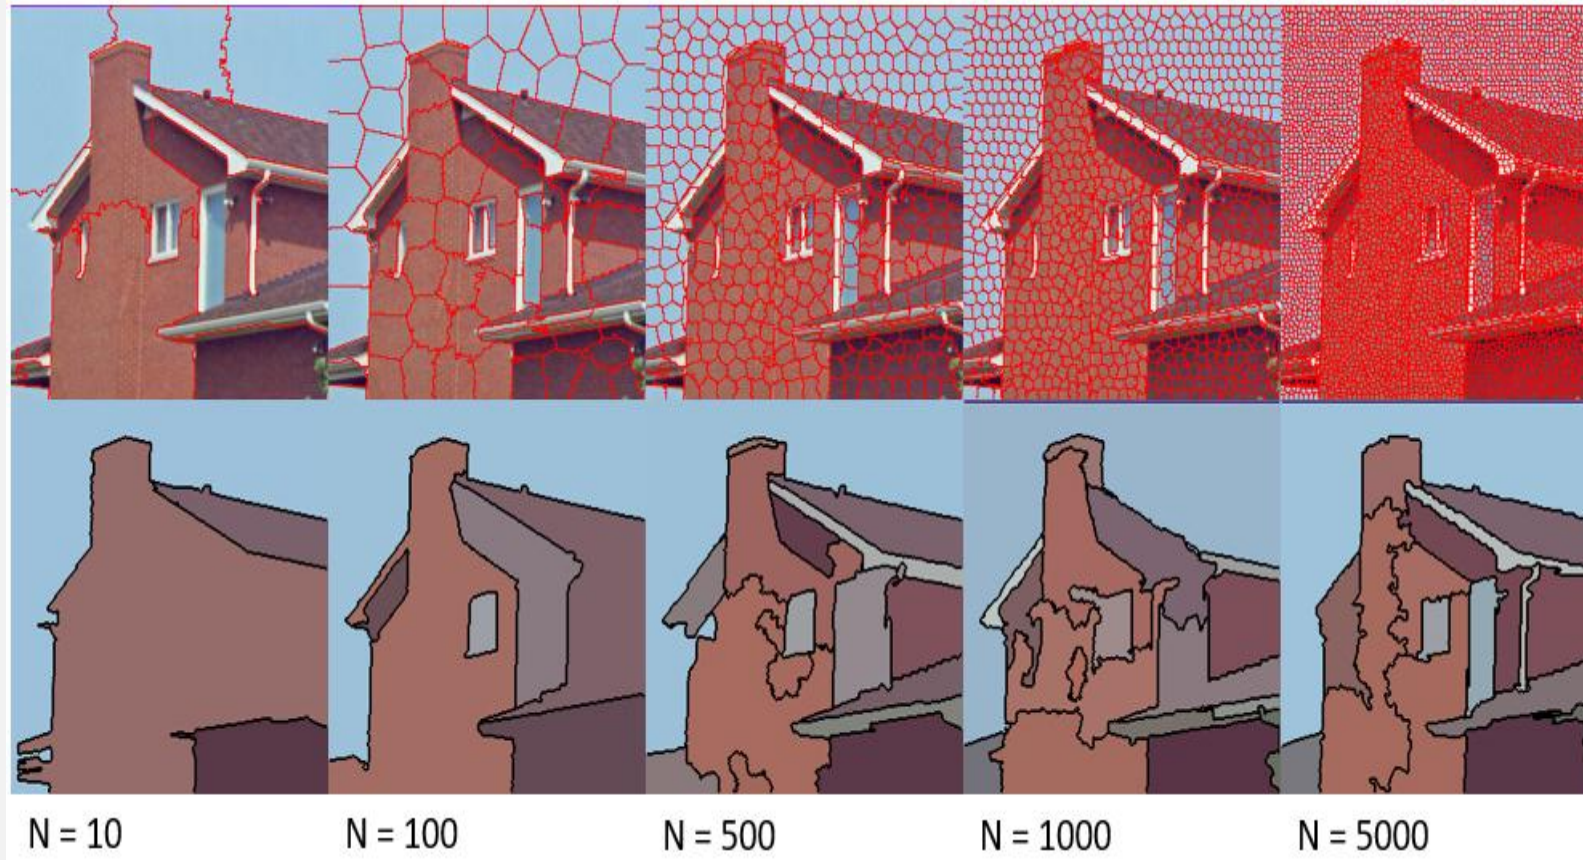 N = 10
N = 100
N = 500
N = 1000
N = 5000